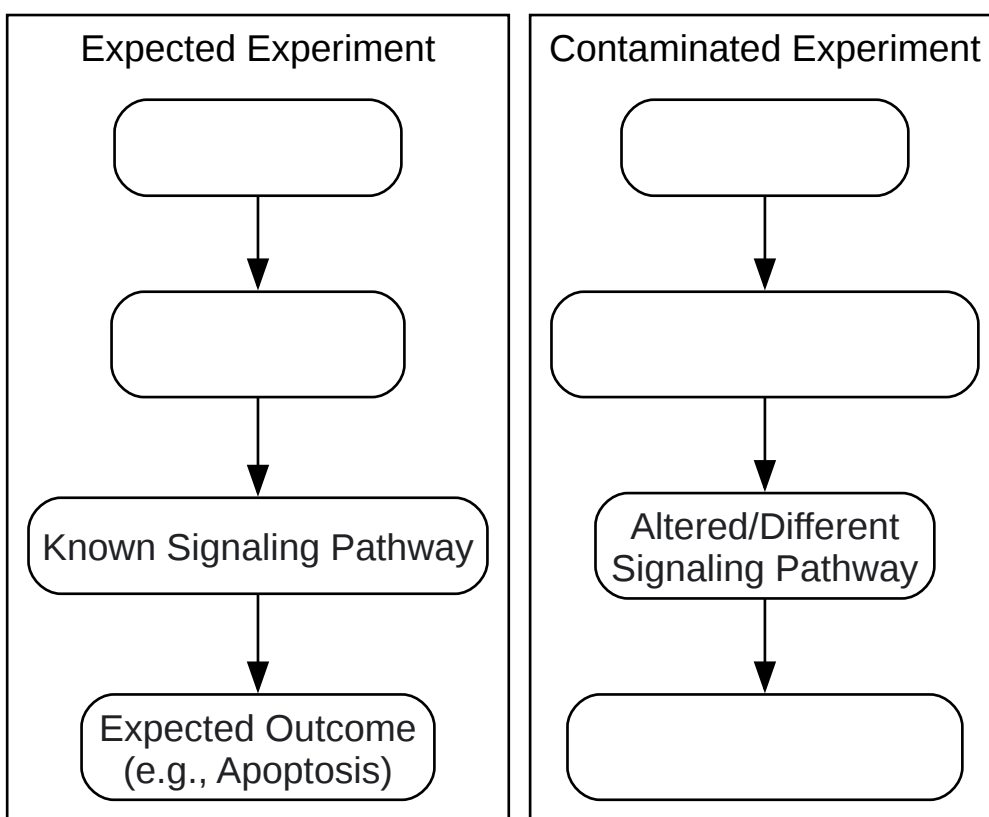 Expected Experiment
Known Signaling Pathway
Expected Outcome
(e.g., Apoptosis)
Contaminated Experiment
Altered/Different
Signaling Pathway